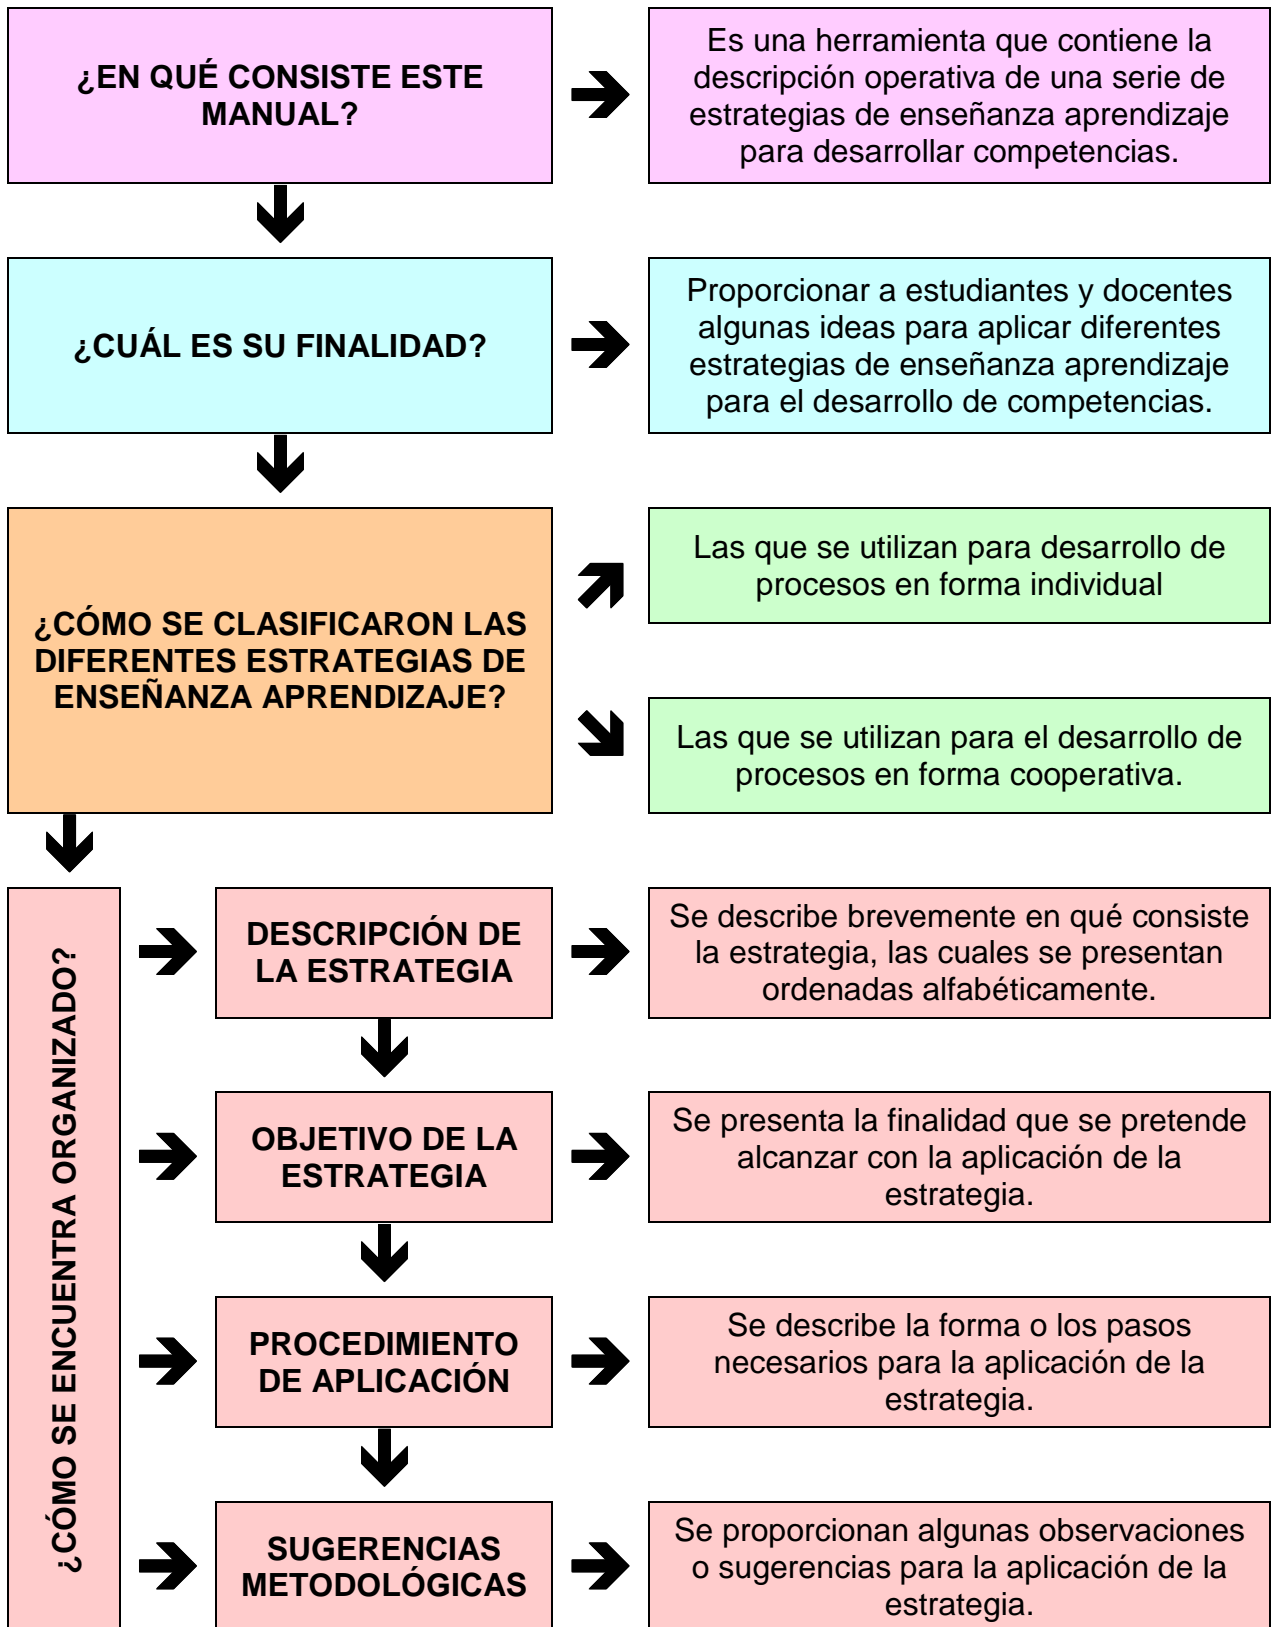 ¿EN QUÉ CONSISTE ESTE
MANUAL?
Es una herramienta que contiene la
descripción operativa de una serie de
estrategias de enseñanza aprendizaje
para desarrollar competencias.
¿CUÁL ES SU FINALIDAD?
Proporcionar a estudiantes y docentes
algunas ideas para aplicar diferentes
estrategias de enseñanza aprendizaje
para el desarrollo de competencias.
¿CÓMO SE CLASIFICARON LAS
DIFERENTES ESTRATEGIAS DE
ENSEÑANZA APRENDIZAJE?
Las que se utilizan para desarrollo de
procesos en forma individual
Las que se utilizan para el desarrollo de
procesos en forma cooperativa.
¿CÓMO SE ENCUENTRA ORGANIZADO?
DESCRIPCIÓN DE
LA ESTRATEGIA
Se describe brevemente en qué consiste
la estrategia, las cuales se presentan
ordenadas alfabéticamente.
OBJETIVO DE LA
ESTRATEGIA
Se presenta la finalidad que se pretende
alcanzar con la aplicación de la
estrategia.
PROCEDIMIENTO
DE APLICACIÓN
Se describe la forma o los pasos
necesarios para la aplicación de la
estrategia.
SUGERENCIAS
METODOLÓGICAS
Se proporcionan algunas observaciones
o sugerencias para la aplicación de la
estrategia.